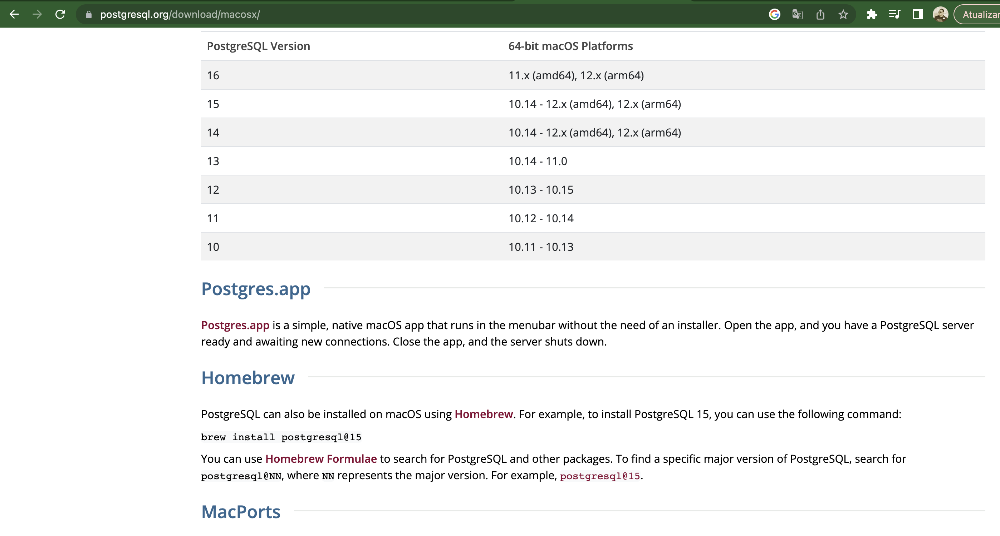 postgresql.org/download/macosx/
Atualizar
PostgreSQL Version 64-bit macOS Platforms
16 11.x (amd64), 12.x (arm64)
15 10.14 - 12.x (amd64), 12.x (arm64)
14 10.14 - 12.x (amd64), 12.x (arm64)
13 10.14 - 11.0
12 10.13 - 10.15
11 10.12 - 10.14
10 10.11 - 10.13
Postgres.app
Postgres.app is a simple, native macOS app that runs in the menubar without the need of an installer. Open the app, and you have a PostgreSQL server
ready and awaiting new connections. Close the app, and the server shuts down.
Homebrew
PostgreSQL can also be installed on macOS using Homebrew. For example, to install PostgreSQL 15, you can use the following command:
brew install postgresql@15
You can use Homebrew Formulae to search for PostgreSQL and other packages. To find a specific major version of PostgreSQL, search for
postgresql@NN, where NN represents the major version. For example, postgresql@15.
MacPorts